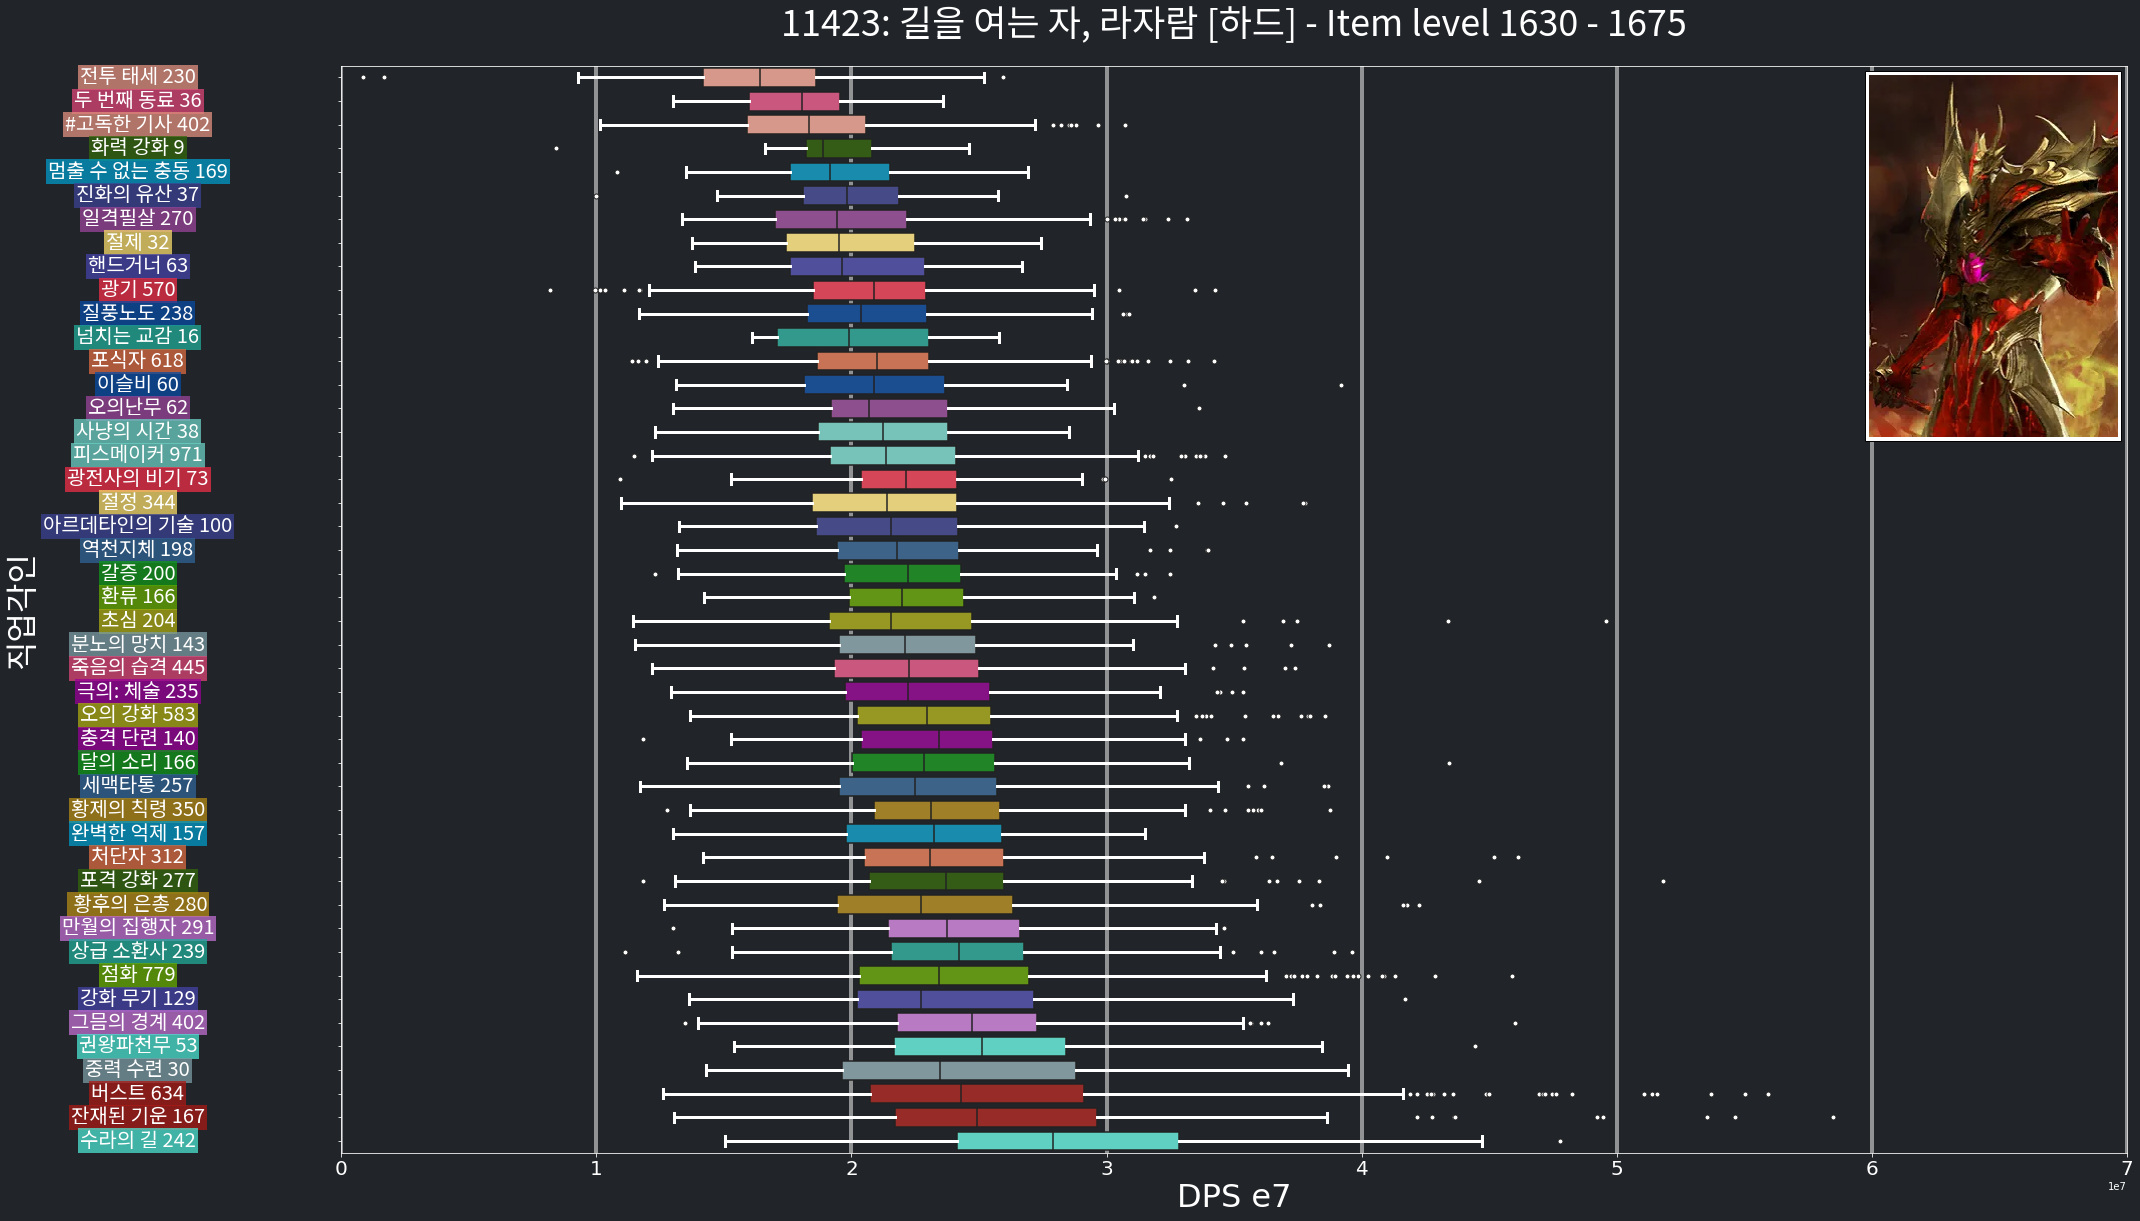 11423: 길을 여는 자, 라자람 [하드] - Item level 1630 - 1675
전투 태세 230
두 번째 동료 36
#고독한 기사 402
화력 강화 9
멈출 수 없는 충동 169
진화의 유산 37
일격필살 270
절제 32
핸드거너 63
광기 570
질풍노도 238
넘치는 교감 16
포식자 618
이슬비 60
오의난무 62
사냥의 시간 38
피스메이커 971
광전사의 비기 73
절정 344
아르데타인의 기술 100
역천지체 198
갈증 200
환류 166
초심 204
분노의 망치 143
죽음의 습격 445
극의: 체술 235
오의 강화 583
충격 단련 140
달의 소리 166
세맥타통 257
황제의 칙령 350
완벽한 억제 157
처단자 312
포격 강화 277
황후의 은총 280
만월의 집행자 291
상급 소환사 239
점화 779
강화 무기 129
그믐의 경계 402
권왕파천무 53
중력 수련 30
버스트 634
잔재된 기운 167
수라의 길 242
직업각인
0 1 2 3 4 5 6 7
1e7
DPS e7